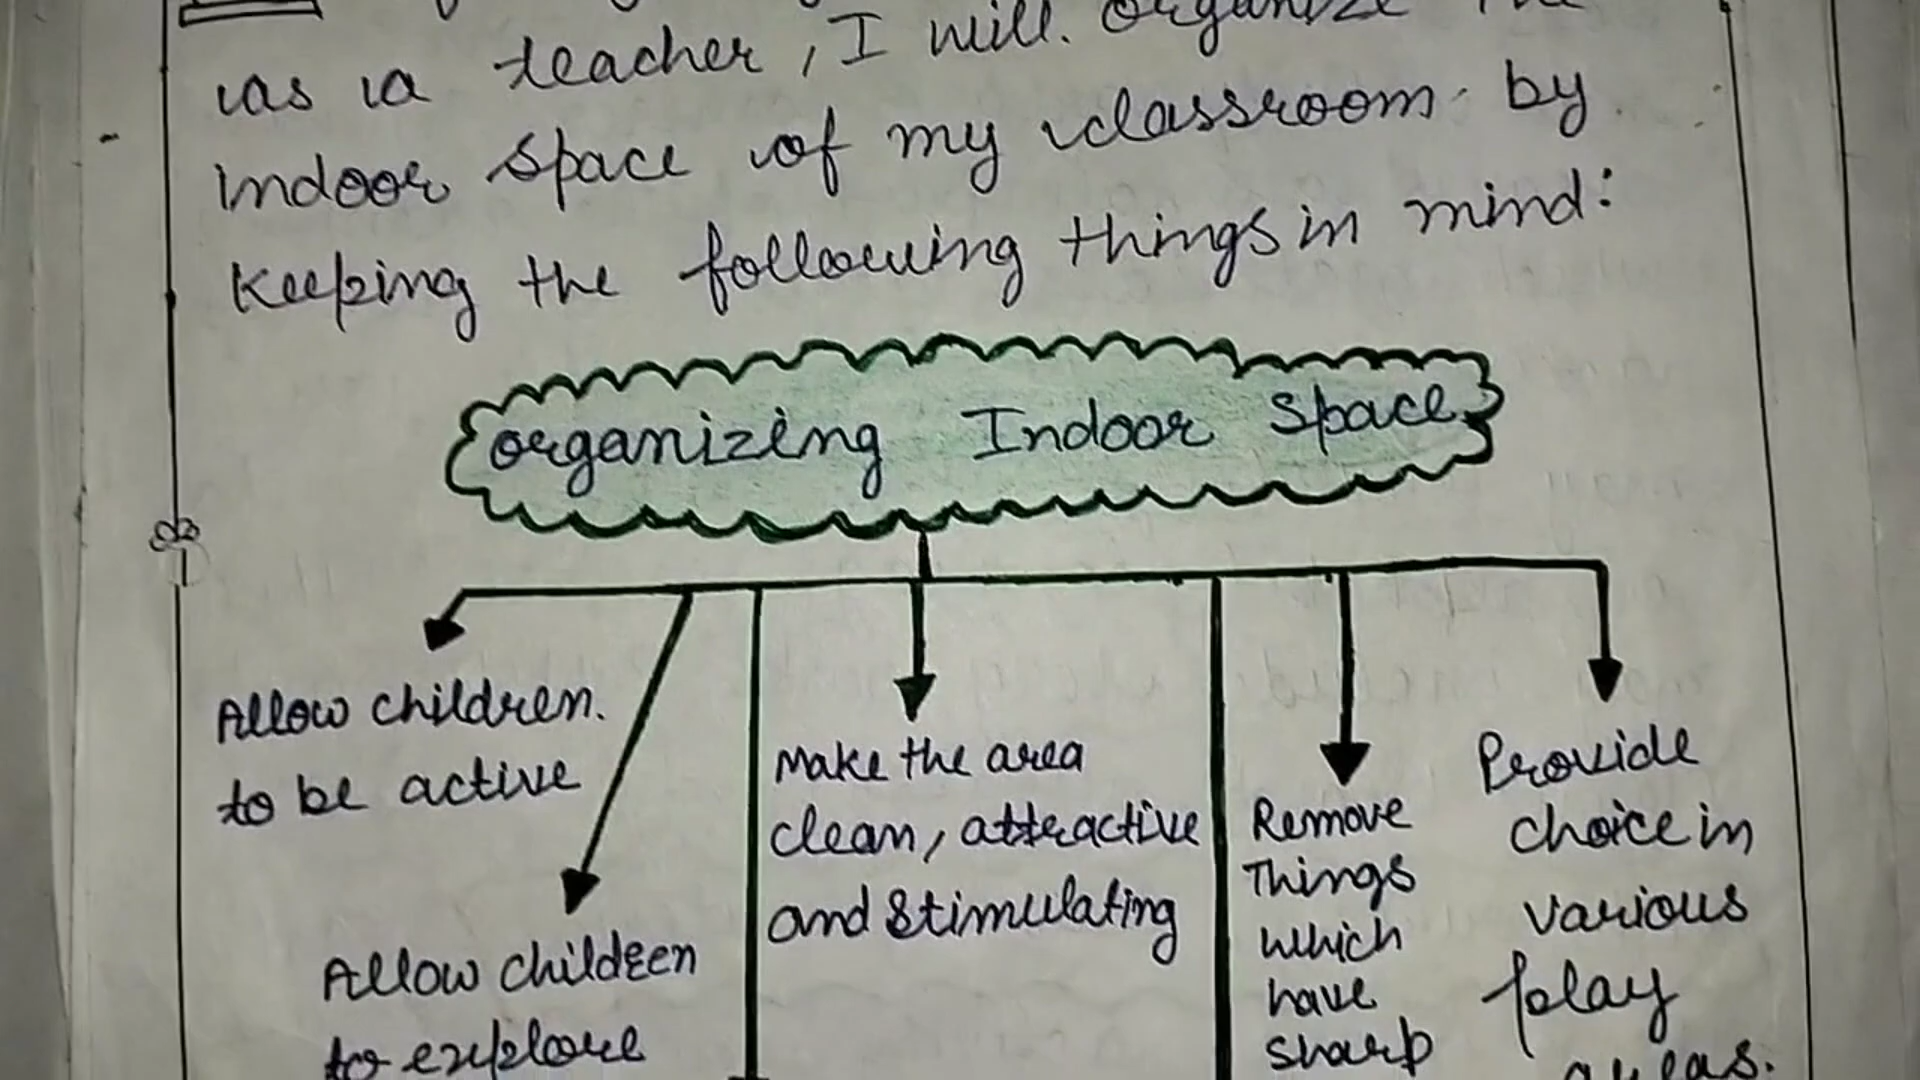 as a teacher, I will organize the
indoor space of my classroom by
keeping the following things in mind:
organizing Indoor Space
Allow children.
to be active
Allow children
to explore
Make the area
clean, attractive
and stimulating
Remove
Things
which
have
sharp
Provide
choice in
various
play
areas.